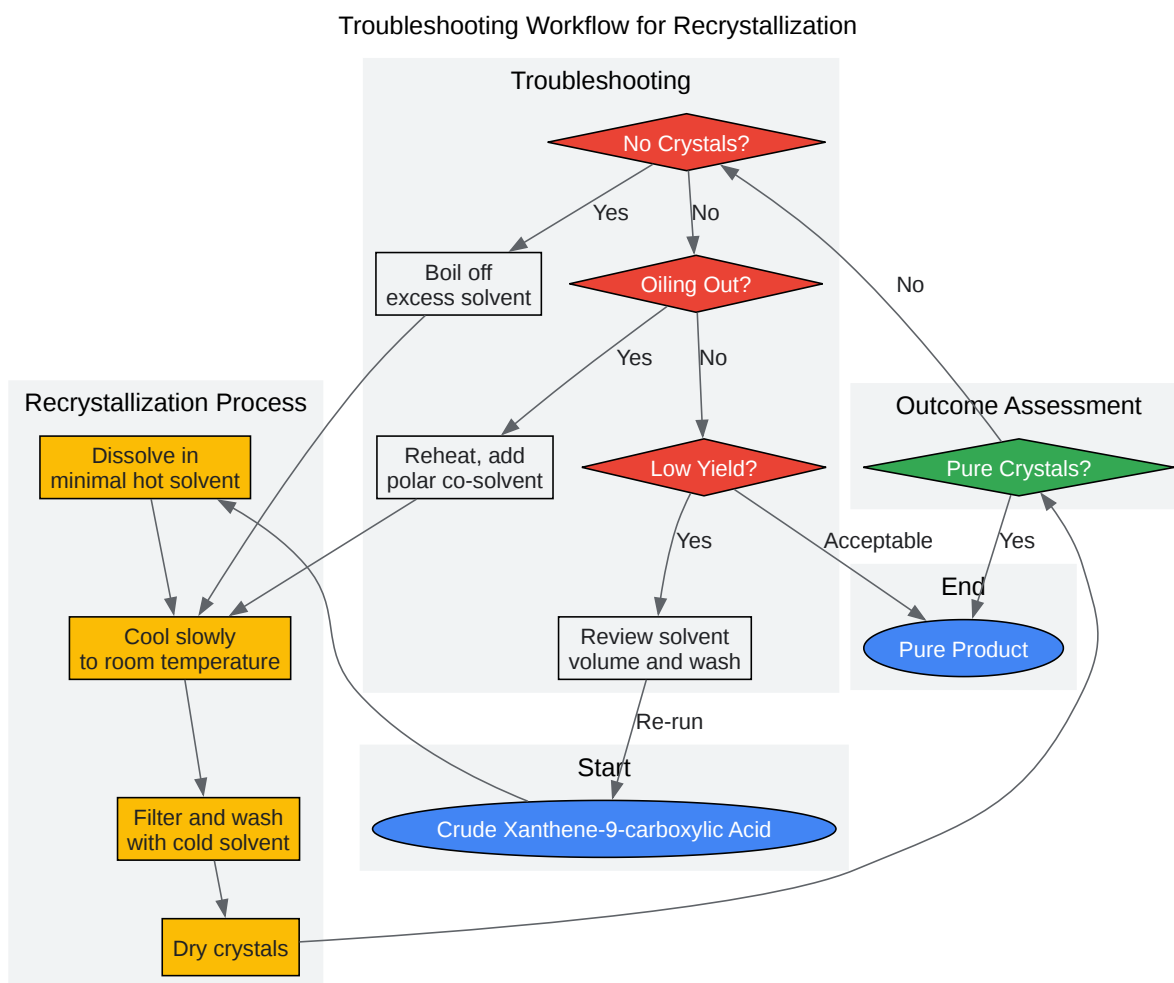 Troubleshooting Workflow for Recrystallization
Troubleshooting
No Crystals?
Yes
No
Boil off
excess solvent
Oiling Out?
No
Yes
No
Recrystallization Process
Outcome Assessment
Dissolve in
minimal hot solvent
Reheat, add
polar co-solvent
Low Yield?
Pure Crystals?
Yes
Acceptable
Yes
End
Cool slowly
to room temperature
Review solvent
volume and wash
Pure Product
Re-run
Start
Filter and wash
with cold solvent
Crude Xanthene-9-carboxylic Acid
Dry crystals